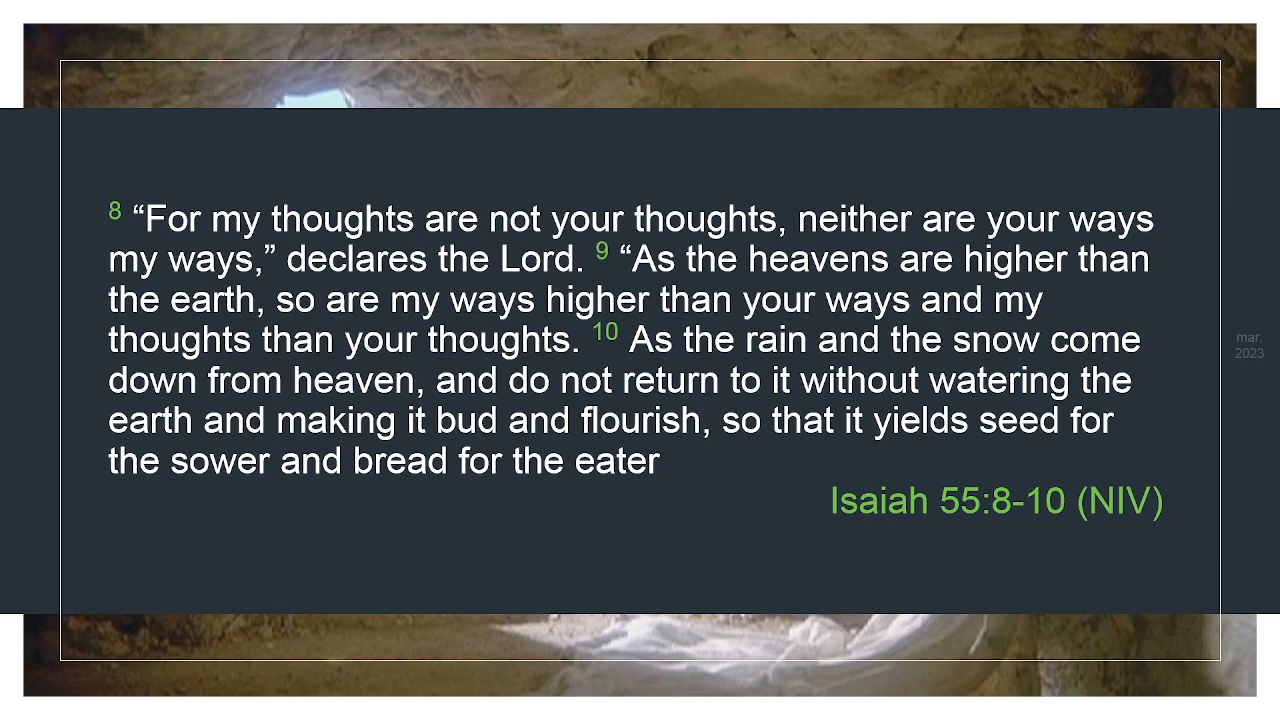 8 “For my thoughts are not your thoughts, neither are your ways
my ways,” declares the Lord. 9 “As the heavens are higher than
the earth, so are my ways higher than your ways and my
thoughts than your thoughts. 10 As the rain and the snow come
down from heaven, and do not return to it without watering the
earth and making it bud and flourish, so that it yields seed for
the sower and bread for the eater
Isaiah 55:8-10 (NIV)
mar.
2023